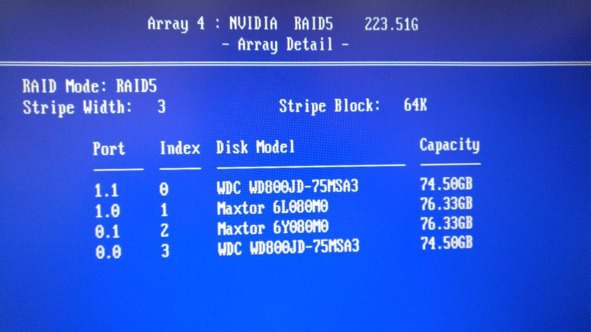 Array 4 : NVIDIA RAID5 223.51G
- Array Detail -
RAID Mode: RAID5
Stripe Width: 3 Stripe Block: 64K
Port Index Disk Model Capacity
1.1 0 WDC WD800JD-75MSA3 74.50GB
1.0 1 Maxtor 6L080M0 76.33GB
0.1 2 Maxtor 6Y080M0 76.33GB
0.0 3 WDC WD800JD-75MSA3 74.50GB